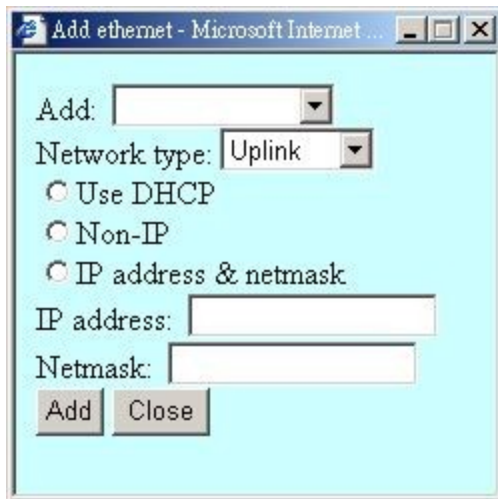 Add ethernet - Microsoft Internet ...
Add:
Network type: Uplink
Use DHCP
Non-IP
IP address & netmask
IP address:
Netmask:
Add Close